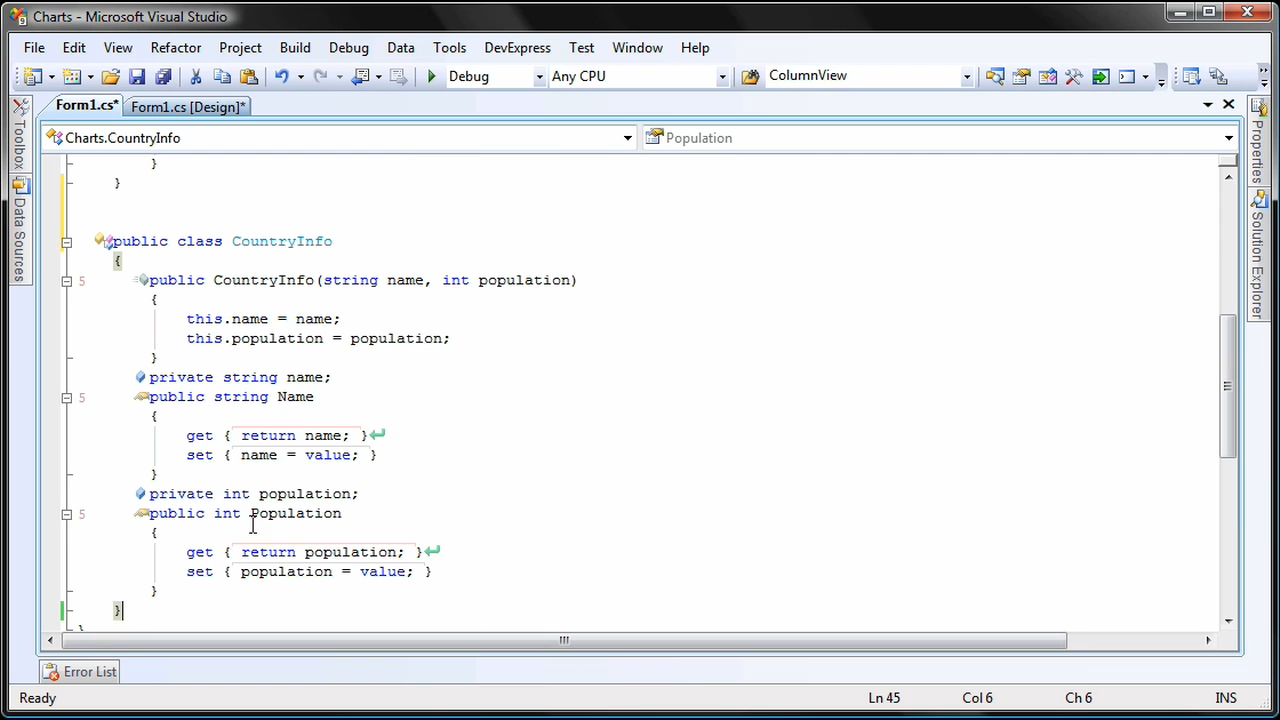 Charts - Microsoft Visual Studio
File Edit View Refactor Project Build Debug Data Tools DevExpress Test Window Help
Debug Any CPU ColumnView
Form1.cs* Form1.cs [Design]*
Charts.CountryInfo Population
Toolbox
Data Sources
Properties
Solution Explorer
}
}
public class CountryInfo
{
5 public CountryInfo(string name, int population)
{
this.name = name;
this.population = population;
}
private string name;
5 public string Name
{
get { return name; }
set { name = value; }
}
private int population;
5 public int Population
{
get { return population; }
set { population = value; }
}
}
}
Error List
Ready Ln 45 Col 6 Ch 6 INS